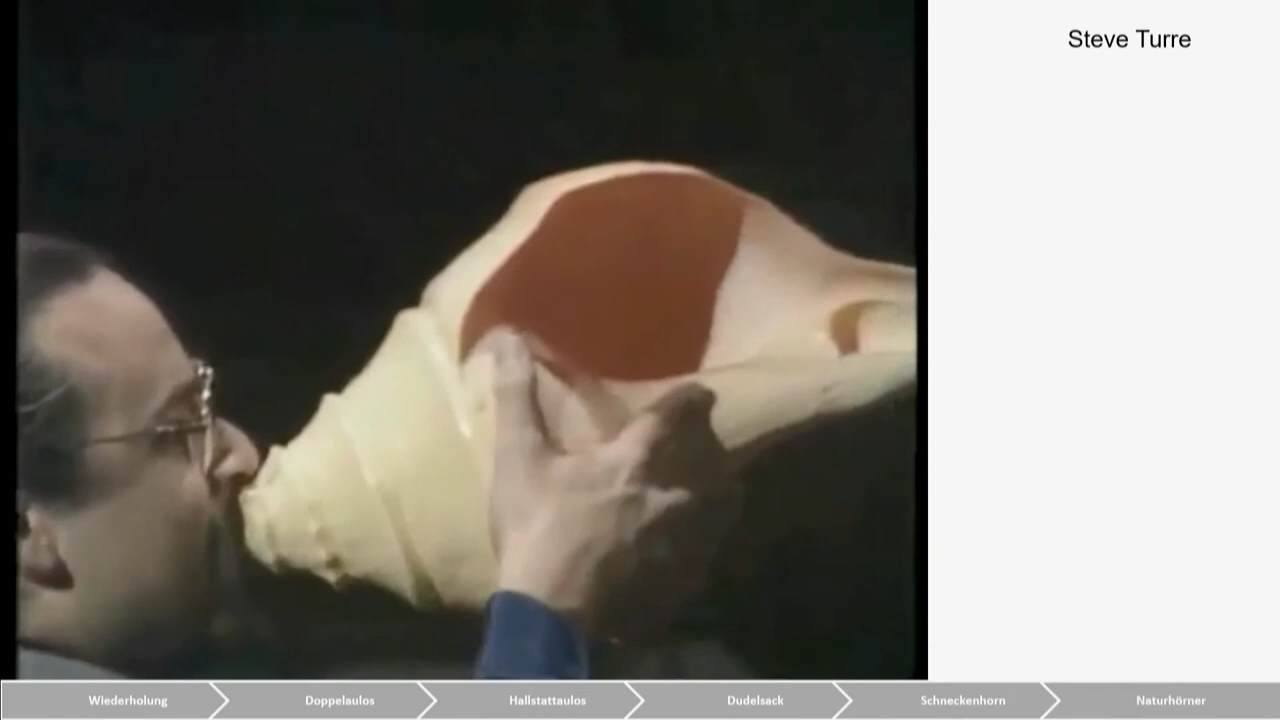 Steve Turre
Wiederholung
Doppelaulos
Hallstattaulos
Dudelsack
Schneckenhorn
Naturhörner